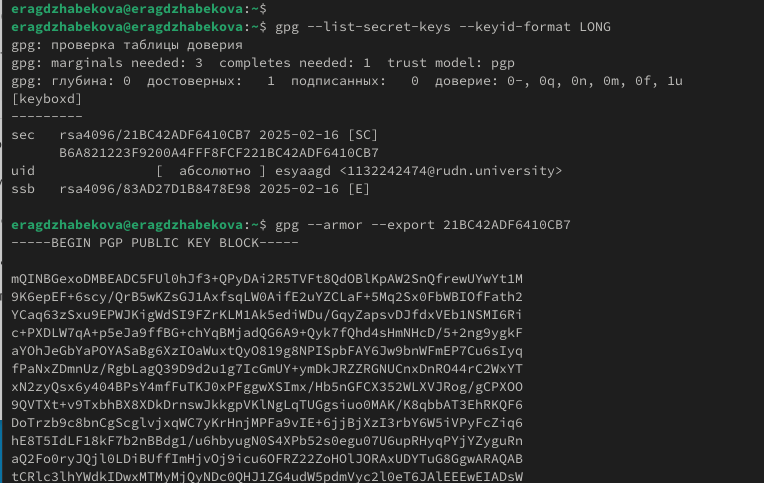 eragdzhabekova@eragdzhabekova:~$
eragdzhabekova@eragdzhabekova:~$ gpg --list-secret-keys --keyid-format LONG
gpg: проверка таблицы доверия
gpg: marginals needed: 3  completes needed: 1  trust model: pgp
gpg: глубина: 0  достоверных:   1  подписанных:   0  доверие: 0-, 0q, 0n, 0m, 0f, 1u
[keyboxd]
---------
sec   rsa4096/21BC42ADF6410CB7 2025-02-16 [SC]
      B6A821223F9200A4FFF8FCF221BC42ADF6410CB7
uid               [  абсолютно ] esyaagd <1132242474@rudn.university>
ssb   rsa4096/83AD27D1B8478E98 2025-02-16 [E]
eragdzhabekova@eragdzhabekova:~$ gpg --armor --export 21BC42ADF6410CB7
-----BEGIN PGP PUBLIC KEY BLOCK-----
mQINBGexoDMBEADC5FUl0hJf3+QPyDAi2R5TVFt8QdOBlKpAW2SnQfrewUYwYt1M
9K6epEF+6scy/QrB5wKZsGJ1AxfsqLW0AifE2uYZCLaF+5Mq2Sx0FbWBIOfFath2
YCaq63zSxu9EPWJKigWdSI9FZrKLM1Ak5ediWDu/GqyZapsvDJfdxVEb1NSMI6Ri
c+PXDLW7qA+p5eJa9ffBG+chYqBMjadQG6A9+Qyk7fQhd4sHmNHcD/5+2ng9ygkF
aYOhJeGbYaPOYASaBg6XzIOaWuxtQyO819g8NPISpbFAY6Jw9bnWFmEP7Cu6sIyq
fPaNxZDmnUz/RgbLagQ39D9d2u1g7IcGmUY+ymDkJRZZRGNUCnxDnRO44rC2WxYT
xN2zyQsx6y404BPsY4mfFuTKJ0xPFggwXSImx/Hb5nGFCX352WLXVJRog/gCPXOO
9QVTXt+v9TxbhBX8XDkDrnswJkkgpVKlNgLqTUGgsiuo0MAK/K8qbbAT3EhRKQF6
DoTrzb9c8bnCgScglvjxqWC7yKrHnjMPFa9vIE+6jjBjXzI3rbY6W5iVPyFcZiq6
hE8T5IdLF18kF7b2nBBdg1/u6hbyugN0S4XPb52s0egu07U6upRHyqPYjYZyguRn
aQ2Fo0ryJQjl0LDiBUffImHjvOj9icu6OFRZ22ZoHOlJORAxUDYTuG8GgwARAQAB
tCRlc3lhYWdkIDwxMTMyMjQyNDc0QHJ1ZG4udW5pdmVyc2l0eT6JAlEEEwEIADsW